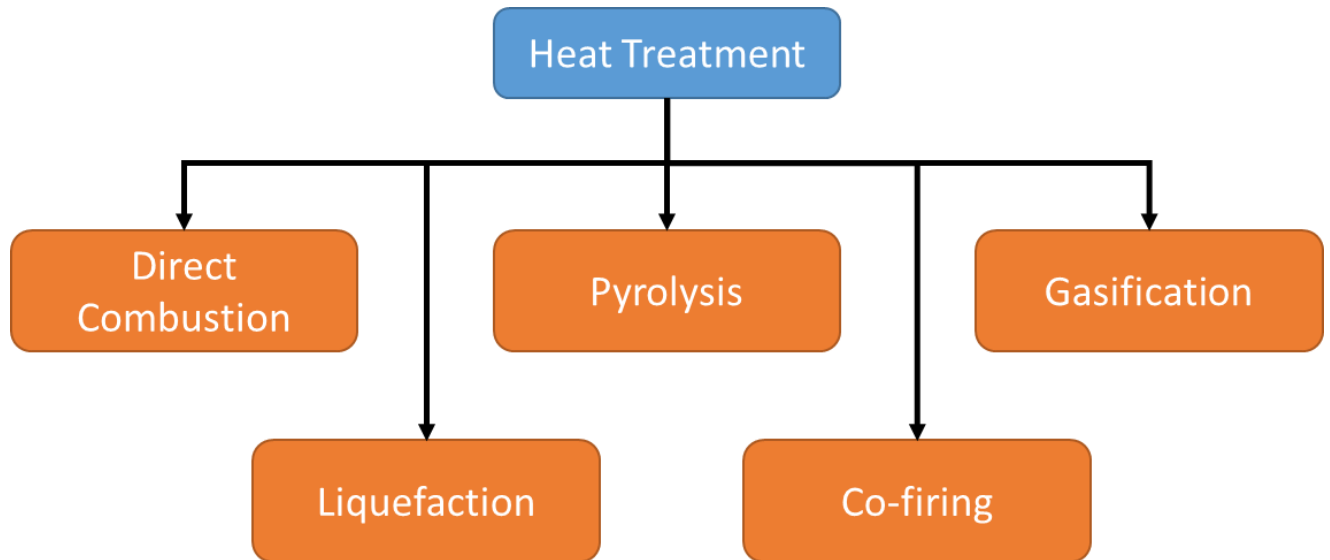 Heat Treatment
Direct
Combustion
Pyrolysis
Gasification
Liquefaction
Co-firing